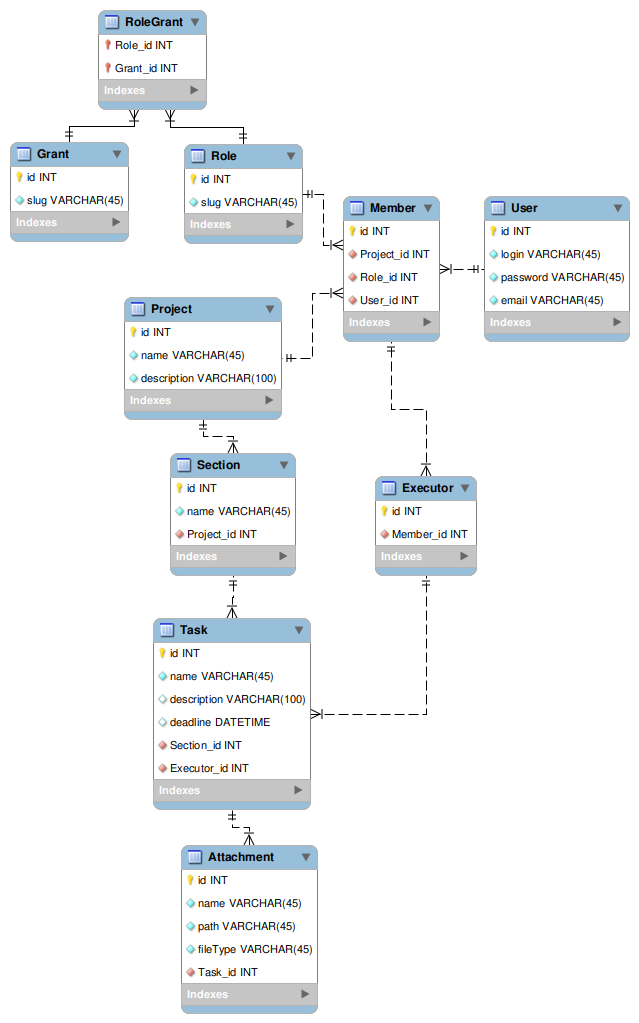 RoleGrant
Role_id INT
Grant_id INT
Indexes
Grant
id INT
slug VARCHAR(45)
Indexes
Role
id INT
slug VARCHAR(45)
Indexes
Member
id INT
Project_id INT
Role_id INT
User_id INT
Indexes
User
id INT
login VARCHAR(45)
password VARCHAR(45)
email VARCHAR(45)
Indexes
Project
id INT
name VARCHAR(45)
description VARCHAR(100)
Indexes
Section
id INT
name VARCHAR(45)
Project_id INT
Indexes
Executor
id INT
Member_id INT
Indexes
Task
id INT
name VARCHAR(45)
description VARCHAR(100)
deadline DATETIME
Section_id INT
Executor_id INT
Indexes
Attachment
id INT
name VARCHAR(45)
path VARCHAR(45)
fileType VARCHAR(45)
Task_id INT
Indexes